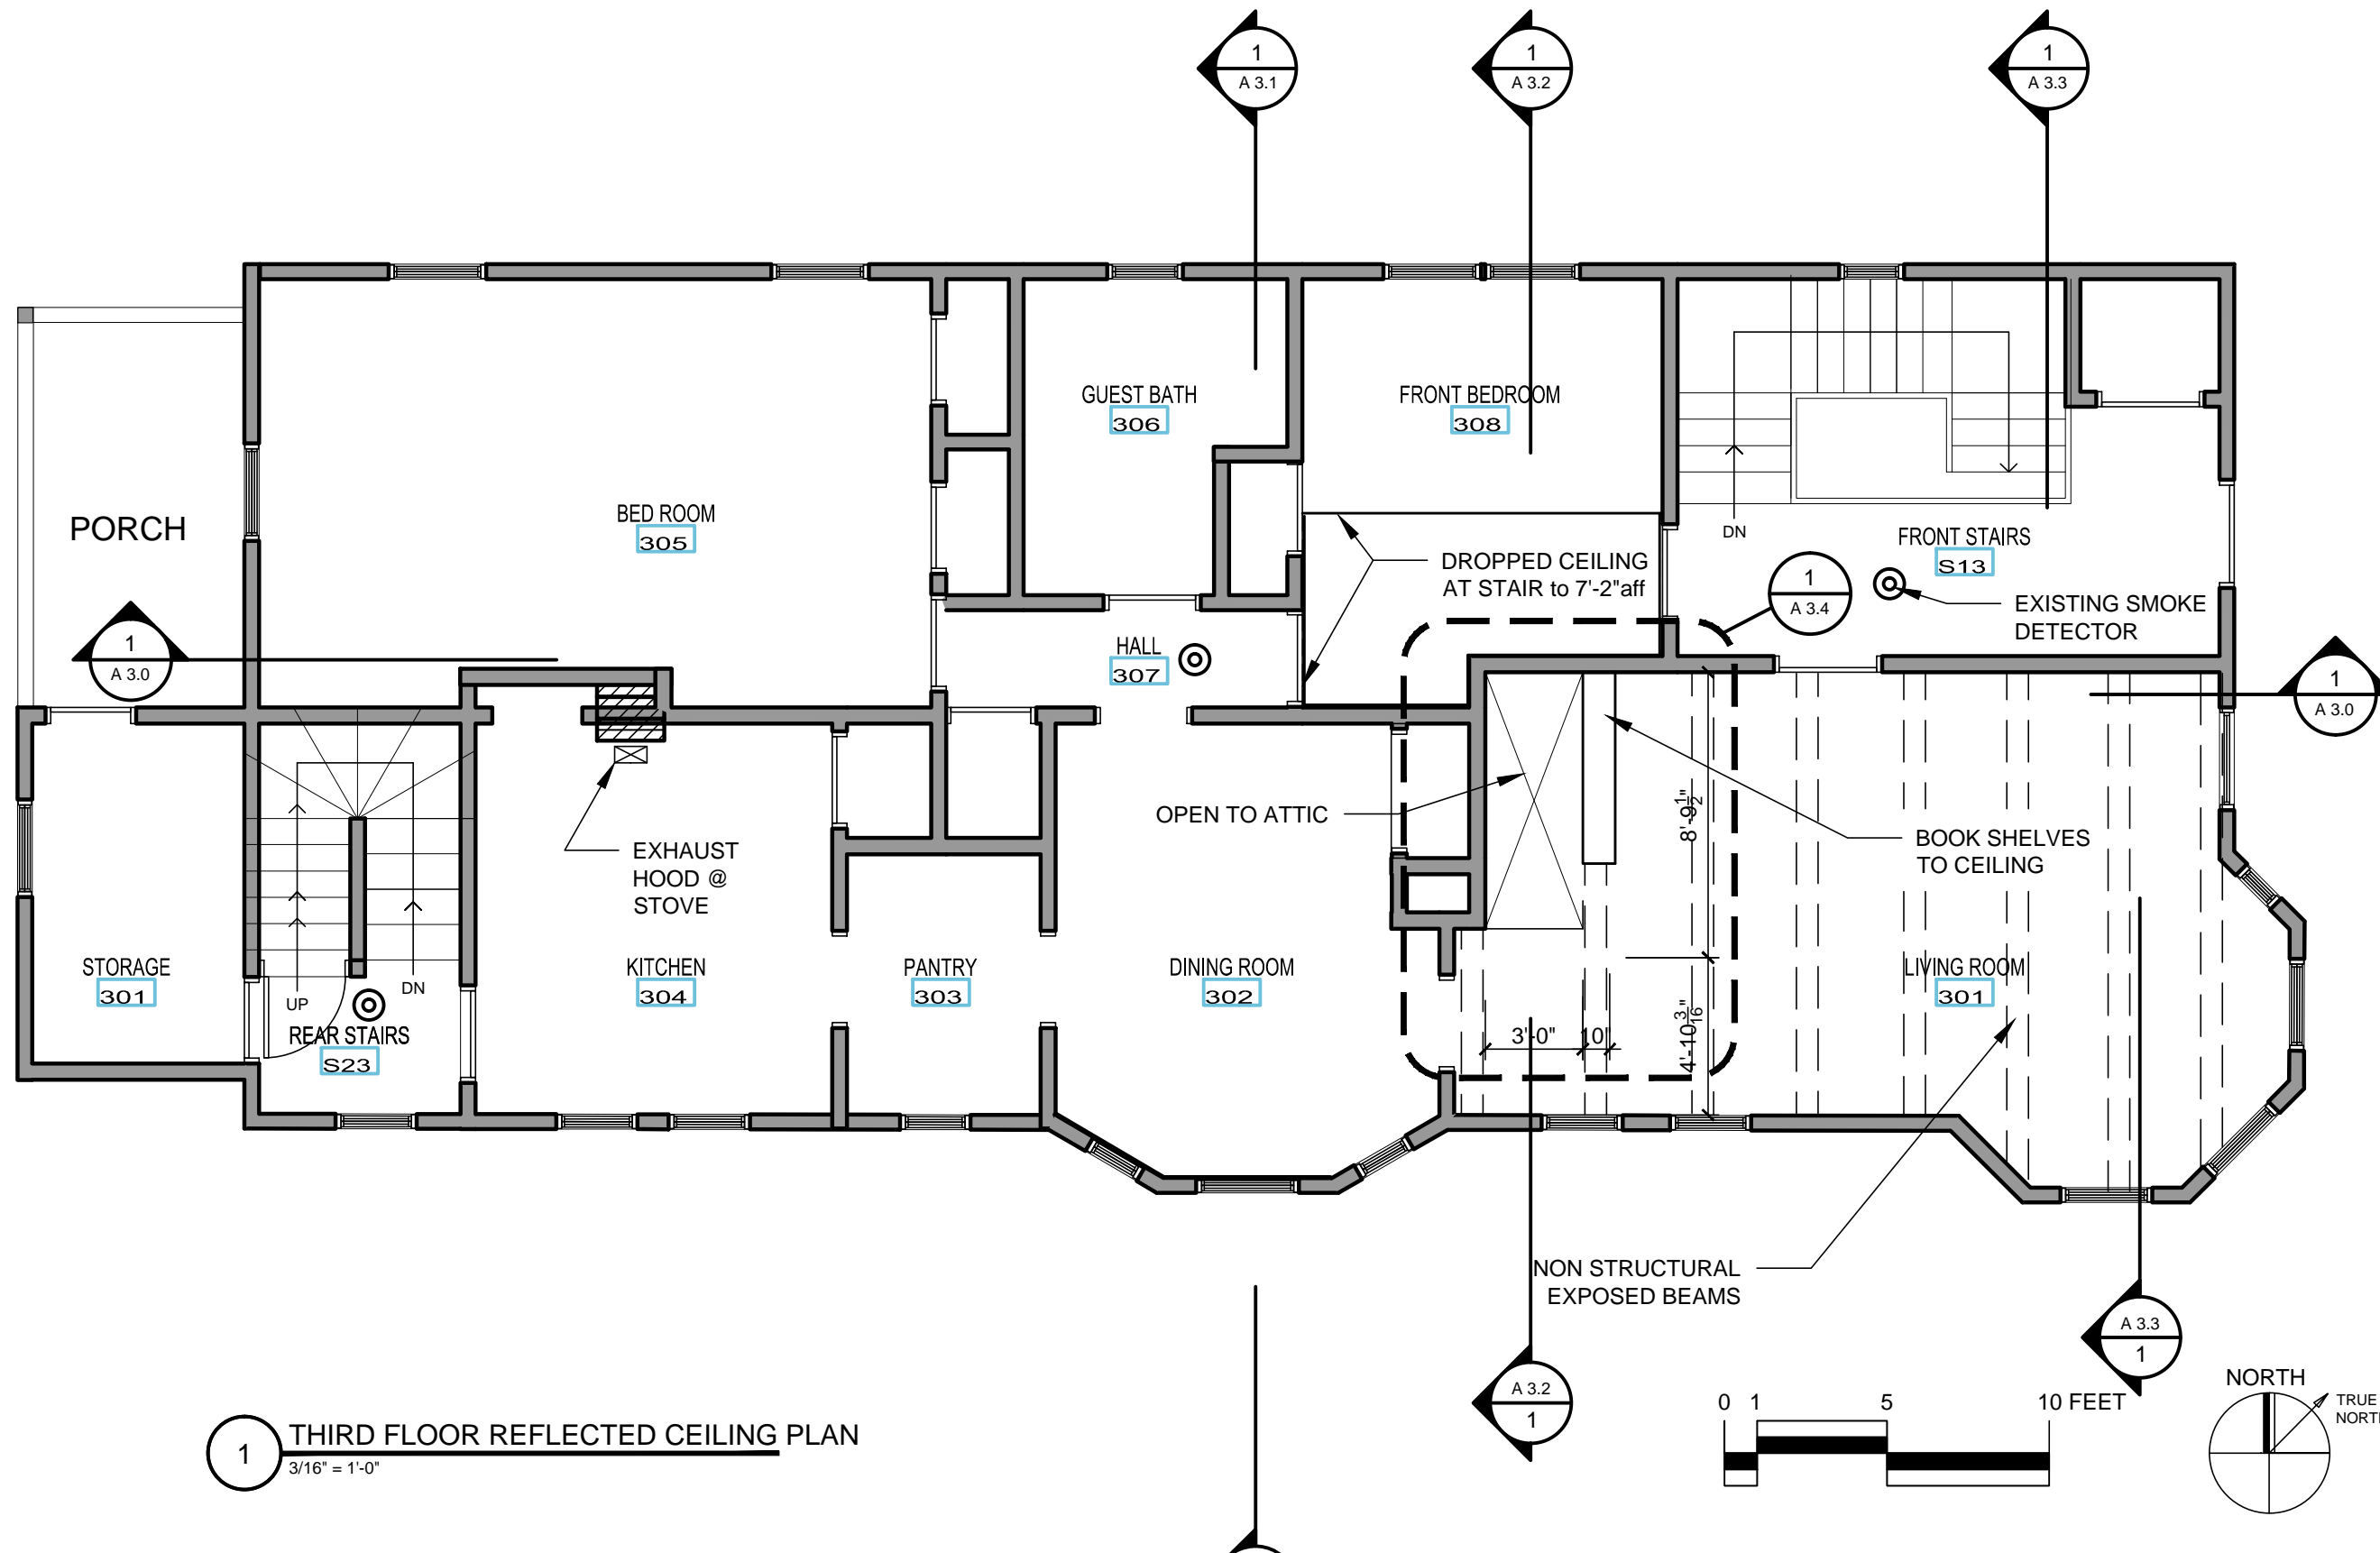 1
A 3.1
1
A 3.2
1
A 3.3
GUEST BATH
306
FRONT BEDROOM
308
BED ROOM
305
PORCH
DN
FRONT STAIRS
S13
DROPPED CEILING
AT STAIR to 7'-2"aff
1
A 3.4
EXISTING SMOKE
DETECTOR
1
A 3.0
HALL
307
1
A 3.0
OPEN TO ATTIC
8'-9 1/2"
BOOK SHELVES
TO CEILING
EXHAUST
HOOD @
STOVE
STORAGE
301
UP
DN
REAR STAIRS
S23
KITCHEN
304
PANTRY
303
DINING ROOM
302
LIVING ROOM
301
3'-0"
10"
4'-10 3/16"
NON STRUCTURAL
EXPOSED BEAMS
A 3.3
1
A 3.2
1
0 1 5 10 FEET
NORTH
TRUE
1
THIRD FLOOR REFLECTED CEILING PLAN
3/16" = 1'-0"